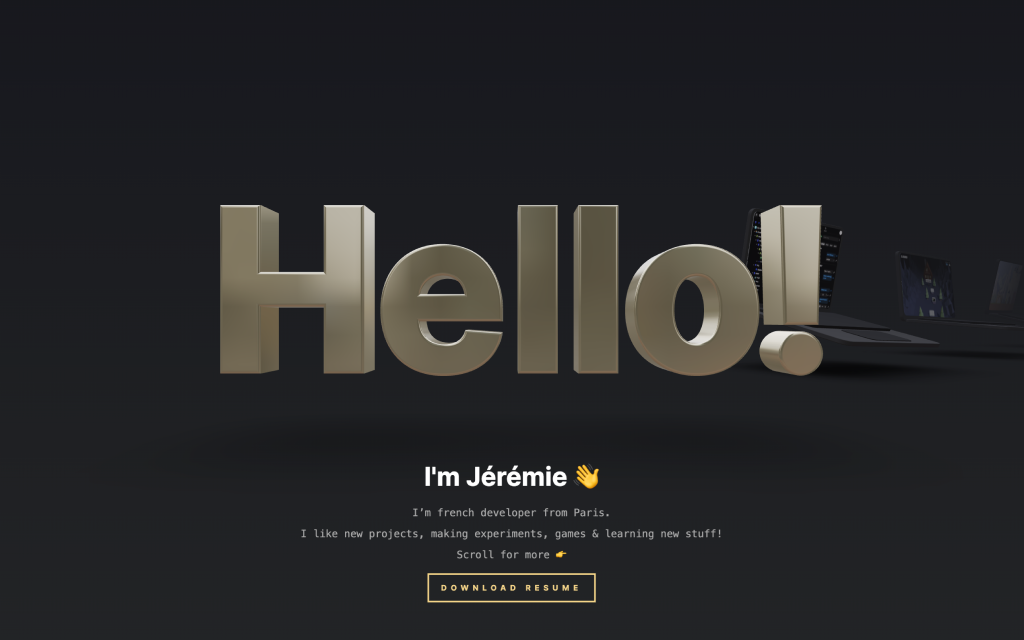 Hello!
I'm Jérémie 👋
I’m french developer from Paris.
I like new projects, making experiments, games & learning new stuff!
Scroll for more 👉
DOWNLOAD RESUME